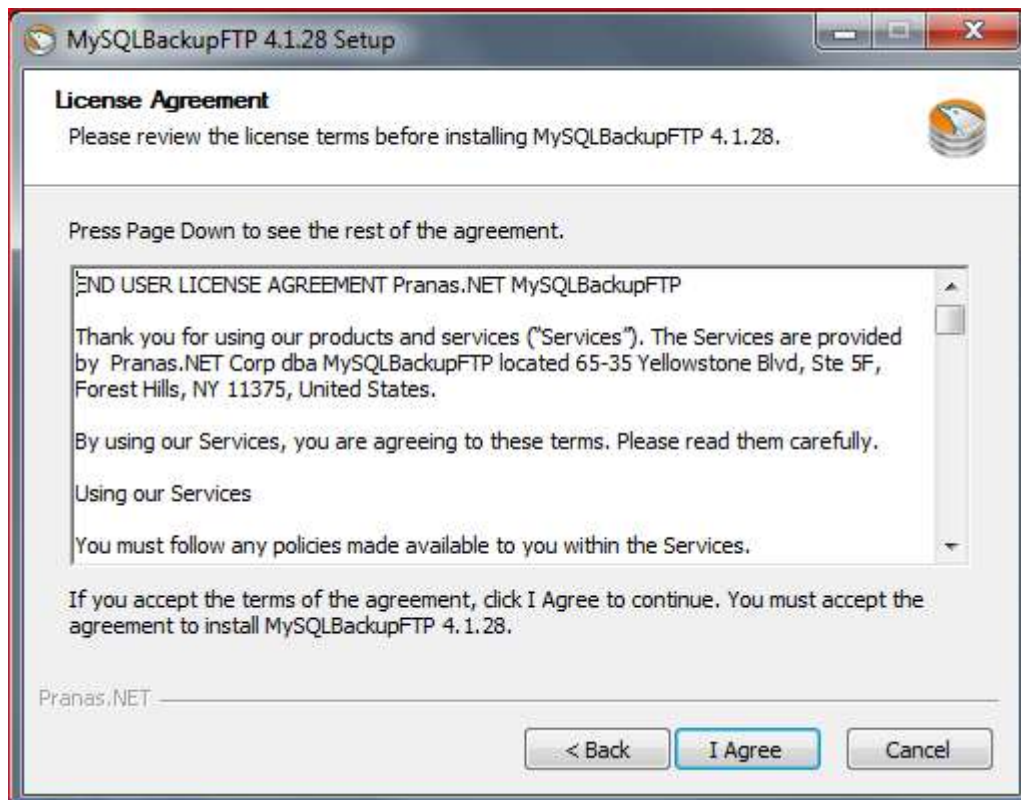 MySQLBackupFTP 4.1.28 Setup
License Agreement
Please review the license terms before installing MySQLBackupFTP 4.1.28.
Press Page Down to see the rest of the agreement.
END USER LICENSE AGREEMENT Pranas.NET MySQLBackupFTP
Thank you for using our products and services (“Services”). The Services are provided
by  Pranas.NET Corp dba MySQLBackupFTP located 65-35 Yellowstone Blvd, Ste 5F,
Forest Hills, NY 11375, United States.
By using our Services, you are agreeing to these terms. Please read them carefully.
Using our Services
You must follow any policies made available to you within the Services.
If you accept the terms of the agreement, click I Agree to continue. You must accept the
agreement to install MySQLBackupFTP 4.1.28.
Pranas.NET
< Back
I Agree
Cancel